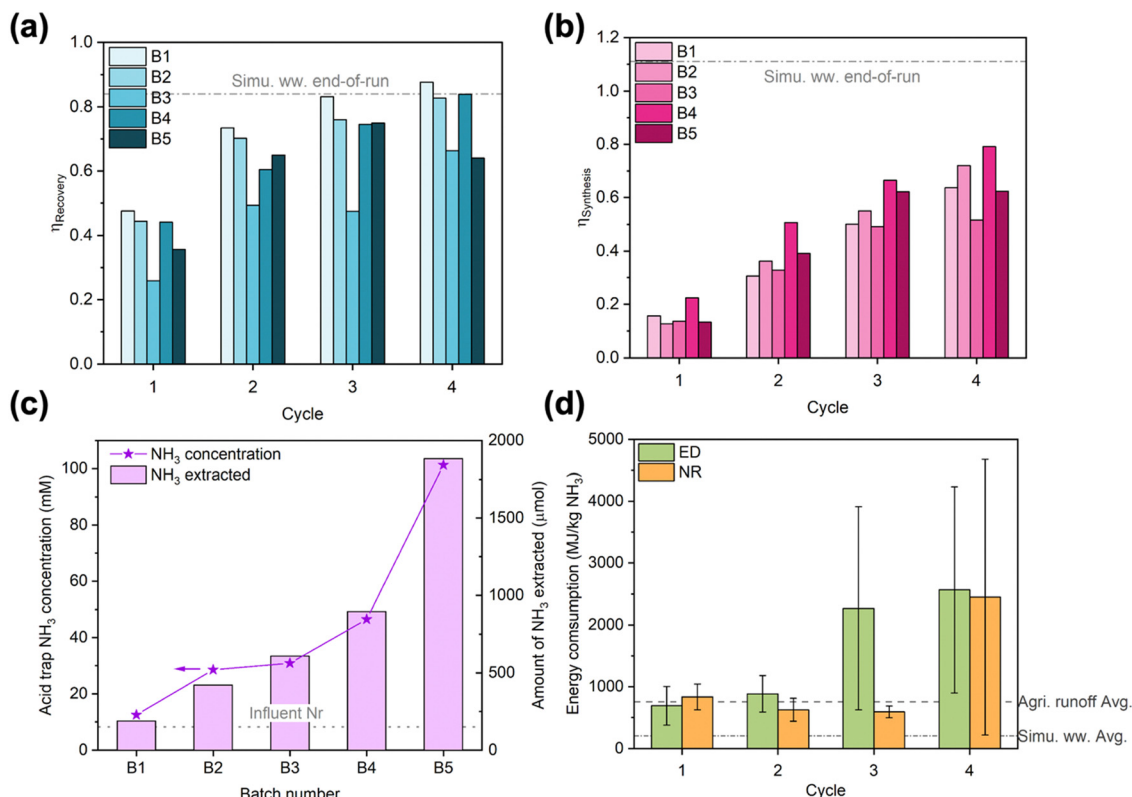 (a)
1.0
0.8
0.6
0.4
0.2
0.0
η_Recovery
B1
B2
B3
B4
B5
Simu. ww. end-of-run
1 2 3 4
Cycle
(b)
1.2
1.0
0.8
0.6
0.4
0.2
0.0
η_Synthesis
B1
B2
B3
B4
B5
Simu. ww. end-of-run
1 2 3 4
Cycle
(c)
100
80
60
40
20
0
Acid trap NH₃ concentration (mM)
NH₃ concentration
NH₃ extracted
Influent Nr
2000
1500
1000
500
0
Amount of NH₃ extracted (μmol)
B1 B2 B3 B4 B5
Batch number
(d)
5000
4000
3000
2000
1000
0
Energy comsumption (MJ/kg NH₃)
ED
NR
Agri. runoff Avg.
Simu. ww. Avg.
1 2 3 4
Cycle